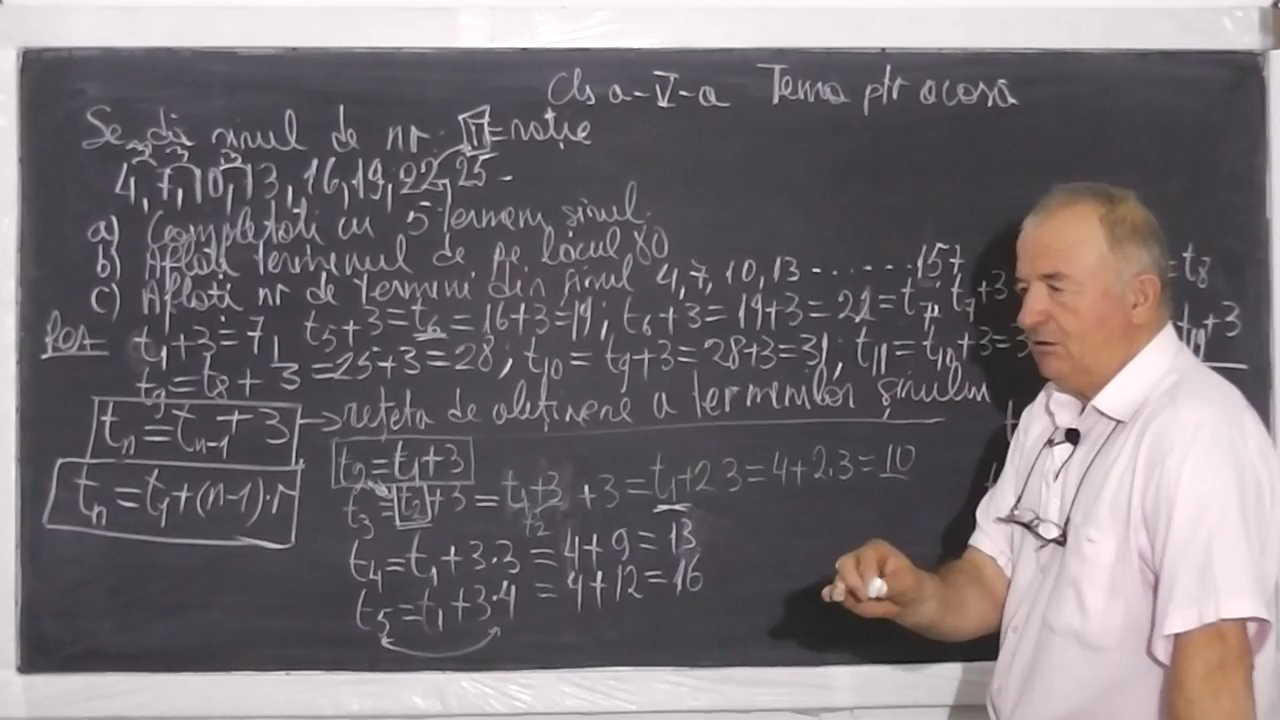 Cls a-V-a Tema ptr acasă
Se dă șirul de nr. r=rație
3 3 3
4, 7, 10, 13, 16, 19, 22, 25
a) Completați cu 5 termeni șirul.
b) Aflați termenul de pe locul 80
c) Aflați nr de termeni din șirul 4, 7, 10, 13 ....... 157
Rez t₁+3=7, t₅+3=t₆=16+3=19; t₆+3=19+3=22=t₇, t₇+3 =t₈
t₉=t₈+3=25+3=28; t₁₀=t₉+3=28+3=31; t₁₁=t₁₀+3=3 +3
tₙ=tₙ₋₁+3 → rețeta de obținere a termenilor șirului
tₙ=t₁+(n-1)·r
t₂=t₁+3
t₃=t₂+3=t₁+3+3=t₁+2·3=4+2·3=10
t₂
t₄=t₁+3·3=4+9=13
t₅=t₁+3·4=4+12=16